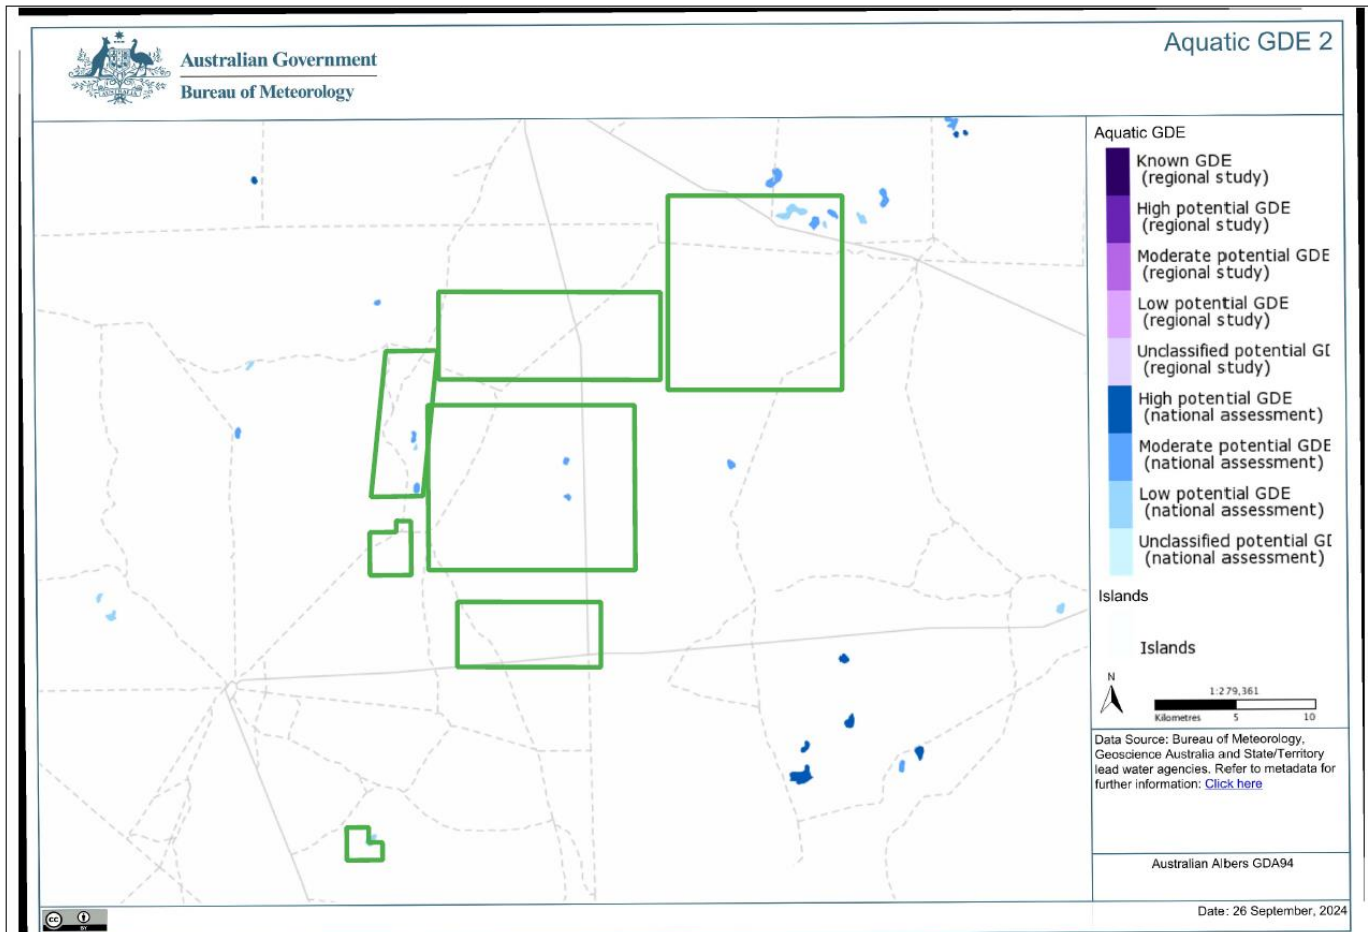 Australian Government
Bureau of Meteorology
Aquatic GDE 2
Aquatic GDE
Known GDE
(regional study)
High potential GDE
(regional study)
Moderate potential GDE
(regional study)
Low potential GDE
(regional study)
Unclassified potential GI
(regional study)
High potential GDE
(national assessment)
Moderate potential GDE
(national assessment)
Low potential GDE
(national assessment)
Unclassified potential GI
(national assessment)
Islands
Islands
N
1:279,361
Kilometres 5 10
Data Source: Bureau of Meteorology,
Geoscience Australia and State/Territory
lead water agencies. Refer to metadata for
further information: Click here
Australian Albers GDA94
Date: 26 September, 2024
cc
BY